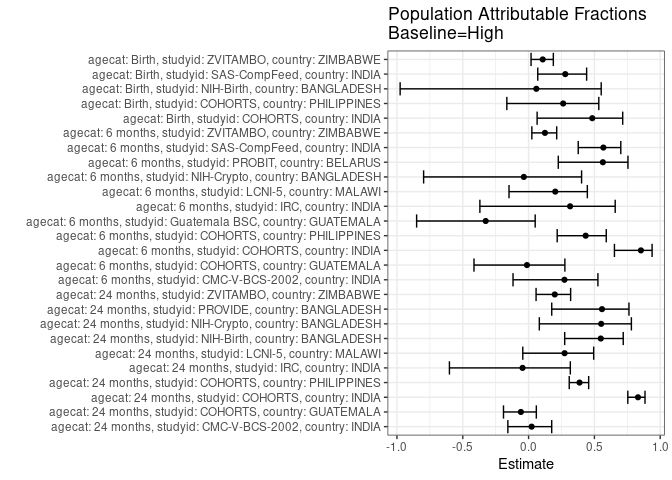 Population Attributable Fractions
Baseline=High
agecat: Birth, studyid: ZVITAMBO, country: ZIMBABWE
agecat: Birth, studyid: SAS-CompFeed, country: INDIA
agecat: Birth, studyid: NIH-Birth, country: BANGLADESH
agecat: Birth, studyid: COHORTS, country: PHILIPPINES
agecat: Birth, studyid: COHORTS, country: INDIA
agecat: 6 months, studyid: ZVITAMBO, country: ZIMBABWE
agecat: 6 months, studyid: SAS-CompFeed, country: INDIA
agecat: 6 months, studyid: PROBIT, country: BELARUS
agecat: 6 months, studyid: NIH-Crypto, country: BANGLADESH
agecat: 6 months, studyid: LCNI-5, country: MALAWI
agecat: 6 months, studyid: IRC, country: INDIA
agecat: 6 months, studyid: Guatemala BSC, country: GUATEMALA
agecat: 6 months, studyid: COHORTS, country: PHILIPPINES
agecat: 6 months, studyid: COHORTS, country: INDIA
agecat: 6 months, studyid: COHORTS, country: GUATEMALA
agecat: 6 months, studyid: CMC-V-BCS-2002, country: INDIA
agecat: 24 months, studyid: ZVITAMBO, country: ZIMBABWE
agecat: 24 months, studyid: PROVIDE, country: BANGLADESH
agecat: 24 months, studyid: NIH-Crypto, country: BANGLADESH
agecat: 24 months, studyid: NIH-Birth, country: BANGLADESH
agecat: 24 months, studyid: LCNI-5, country: MALAWI
agecat: 24 months, studyid: IRC, country: INDIA
agecat: 24 months, studyid: COHORTS, country: PHILIPPINES
agecat: 24 months, studyid: COHORTS, country: INDIA
agecat: 24 months, studyid: COHORTS, country: GUATEMALA
agecat: 24 months, studyid: CMC-V-BCS-2002, country: INDIA
-1.0 -0.5 0.0 0.5 1.0
Estimate